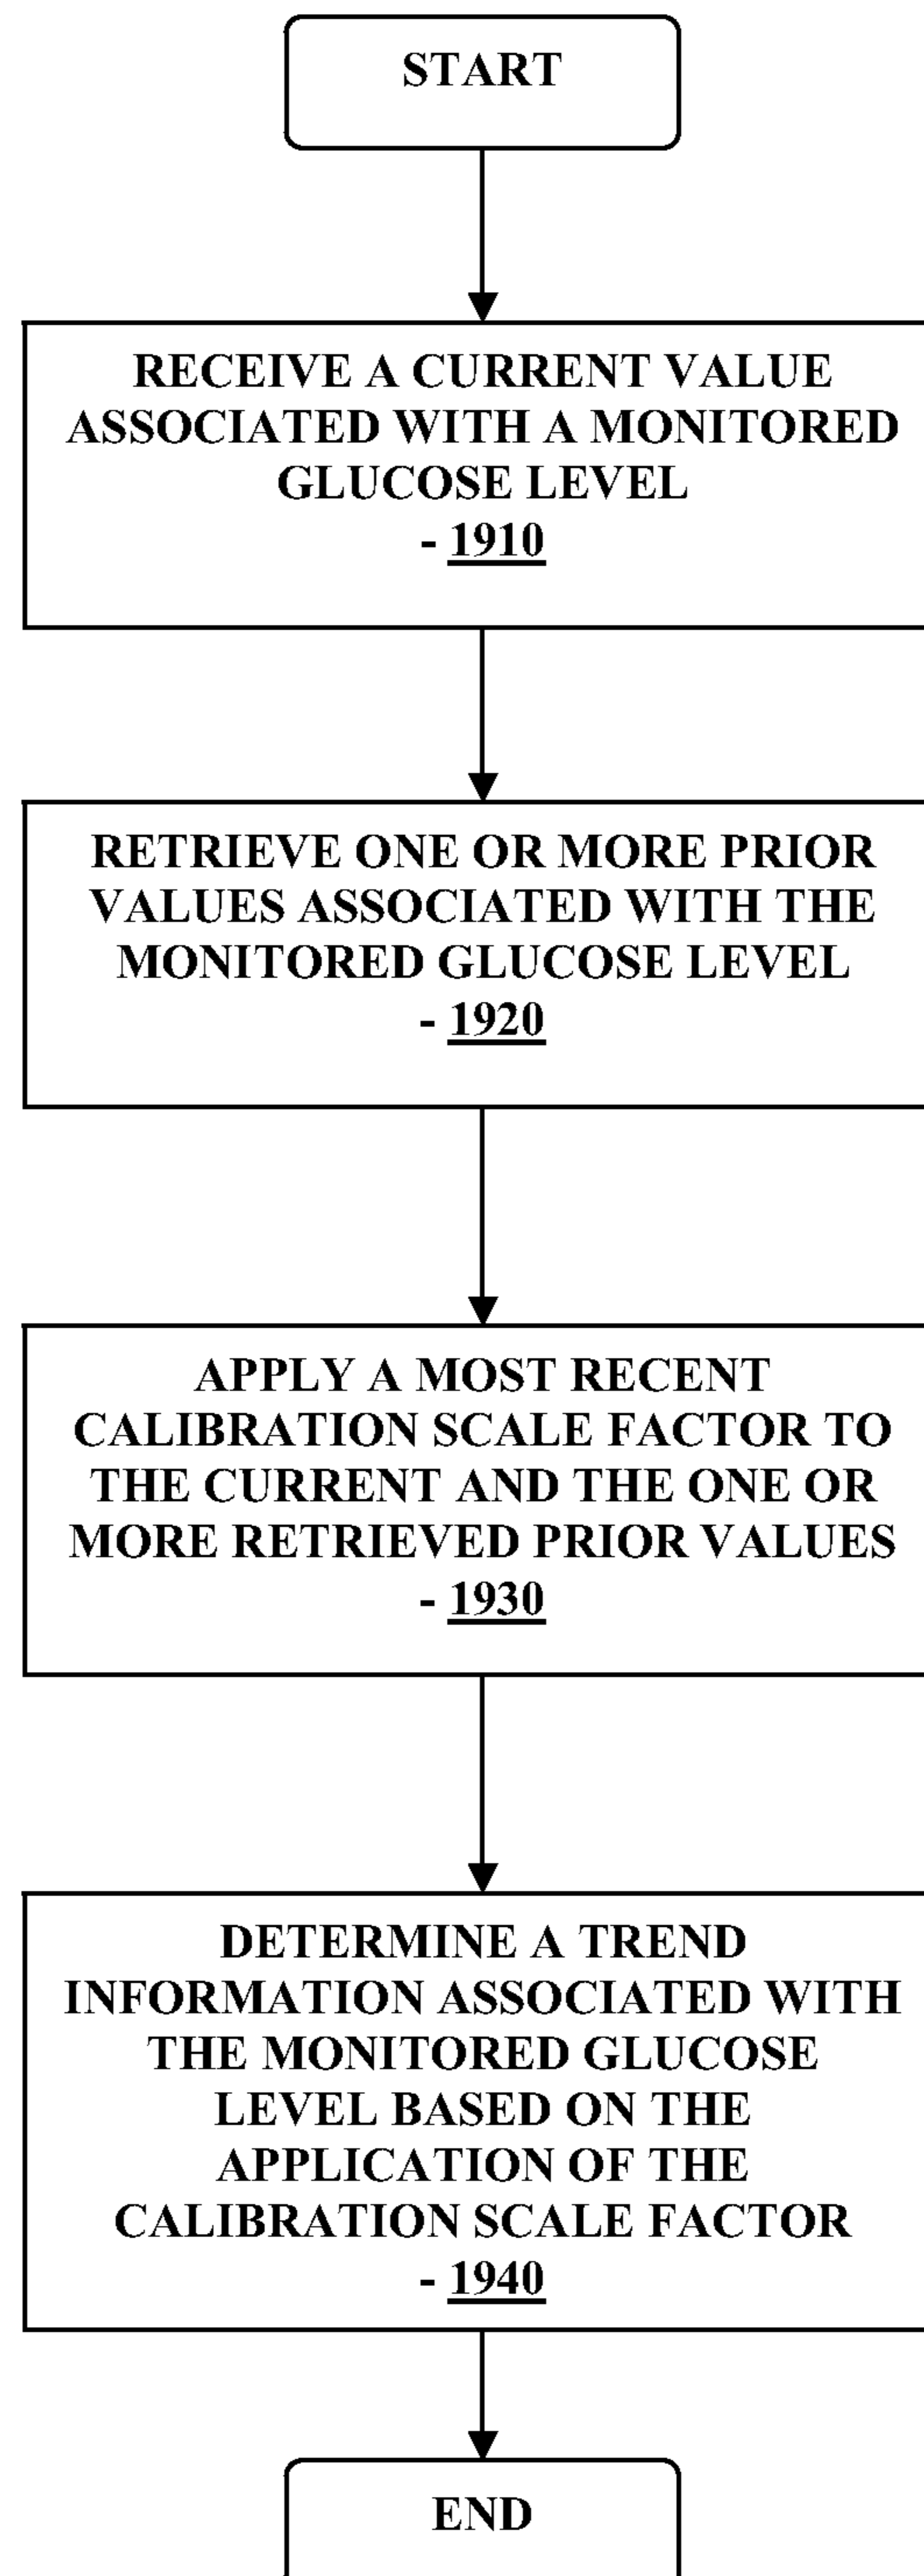 START
RECEIVE A CURRENT VALUE
ASSOCIATED WITH A MONITORED
GLUCOSE LEVEL
- 1910
RETRIEVE ONE OR MORE PRIOR
VALUES ASSOCIATED WITH THE
MONITORED GLUCOSE LEVEL
- 1920
APPLY A MOST RECENT
CALIBRATION SCALE FACTOR TO
THE CURRENT AND THE ONE OR
MORE RETRIEVED PRIOR VALUES
- 1930
DETERMINE A TREND
INFORMATION ASSOCIATED WITH
THE MONITORED GLUCOSE
LEVEL BASED ON THE
APPLICATION OF THE
CALIBRATION SCALE FACTOR
- 1940
END